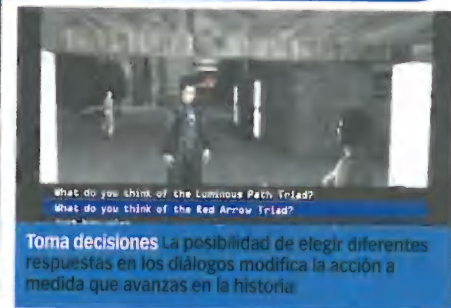 What do you think of the Luminous Path Triad?
What do you think of the Red Arrow Triad?
Toma decisiones La posibilidad de elegir diferentes
respuestas en los diálogos modifica la acción a
medida que avanzas en la historia